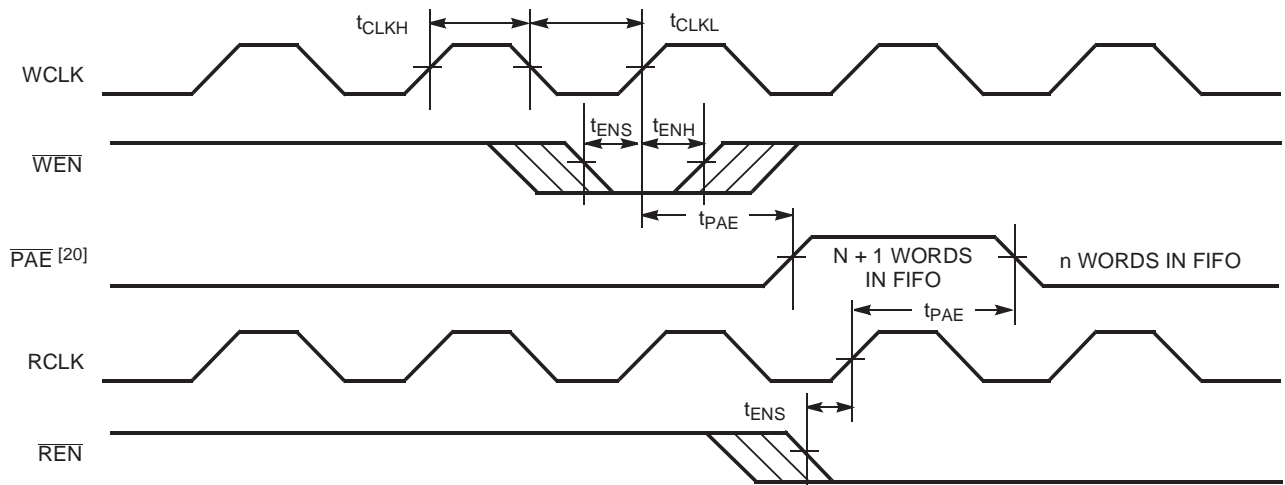 tCLKH
tCLKL
WCLK
tENS
tENH
WEN
tPAE
PAE [20]
N + 1 WORDS
IN FIFO
n WORDS IN FIFO
tPAE
RCLK
tENS
REN